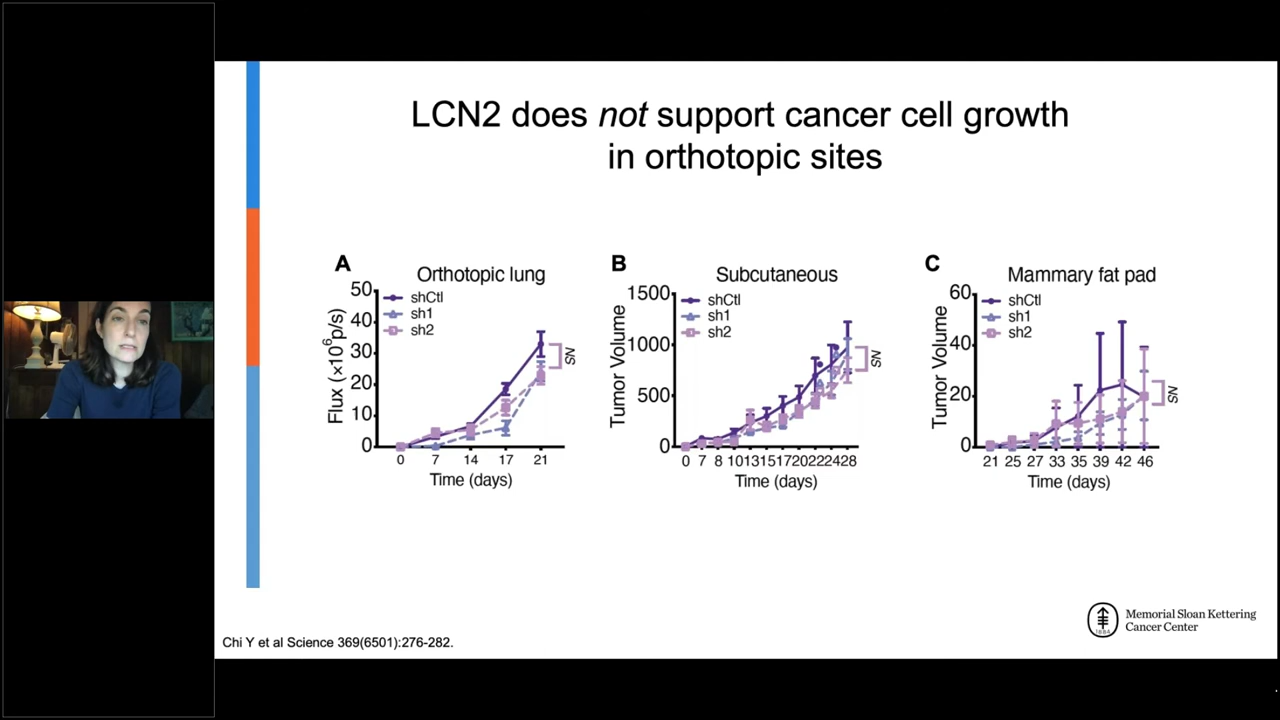 LCN2 does not support cancer cell growth
in orthotopic sites
A
Orthotopic lung
shCtl
sh1
sh2
50
40
30
20
10
0
Flux (×10⁶p/s)
0 7 14 17 21
Time (days)
NS
B
Subcutaneous
shCtl
sh1
sh2
1500
1000
500
0
Tumor Volume
0 7 8 10 13 15 17 20 22 24 28
Time (days)
NS
C
Mammary fat pad
shCtl
sh1
sh2
60
40
20
0
Tumor Volume
21 25 27 33 35 39 42 46
Time (days)
NS
Chi Y et al Science 369(6501):276-282.
1884
Memorial Sloan Kettering
Cancer Center